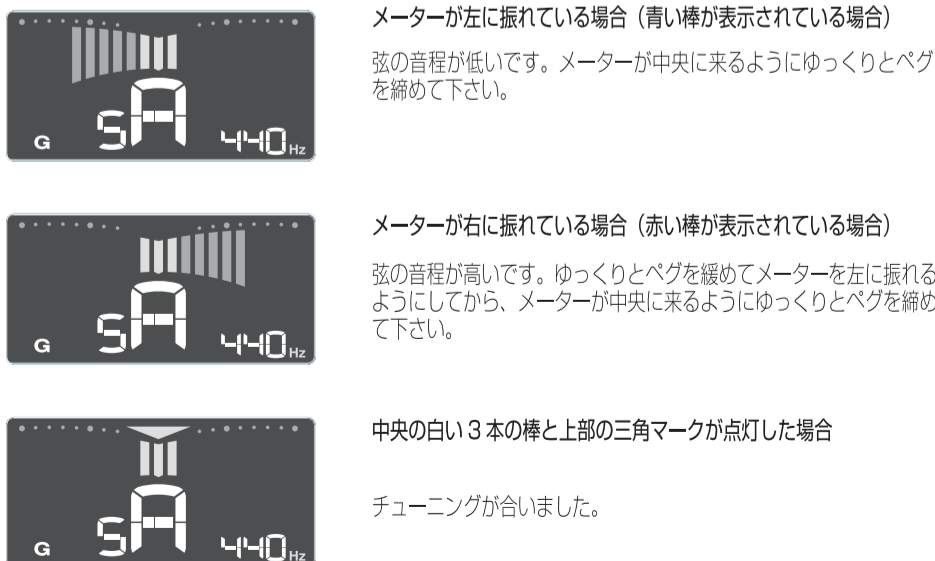 メーターが左に振れている場合（青い棒が表示されている場合）
弦の音程が低いです。メーターが中央に来るようにゆっくりとペグ
を締めて下さい。
G 5A 440Hz
メーターが右に振れている場合（赤い棒が表示されている場合）
弦の音程が高いです。ゆっくりとペグを緩めてメーターを左に振れる
ようにしてから、メーターが中央に来るようにゆっくりとペグを締め
て下さい。
G 5A 440Hz
中央の白い３本の棒と上部の三角マークが点灯した場合
チューニングが合いました。
G 5A 440Hz